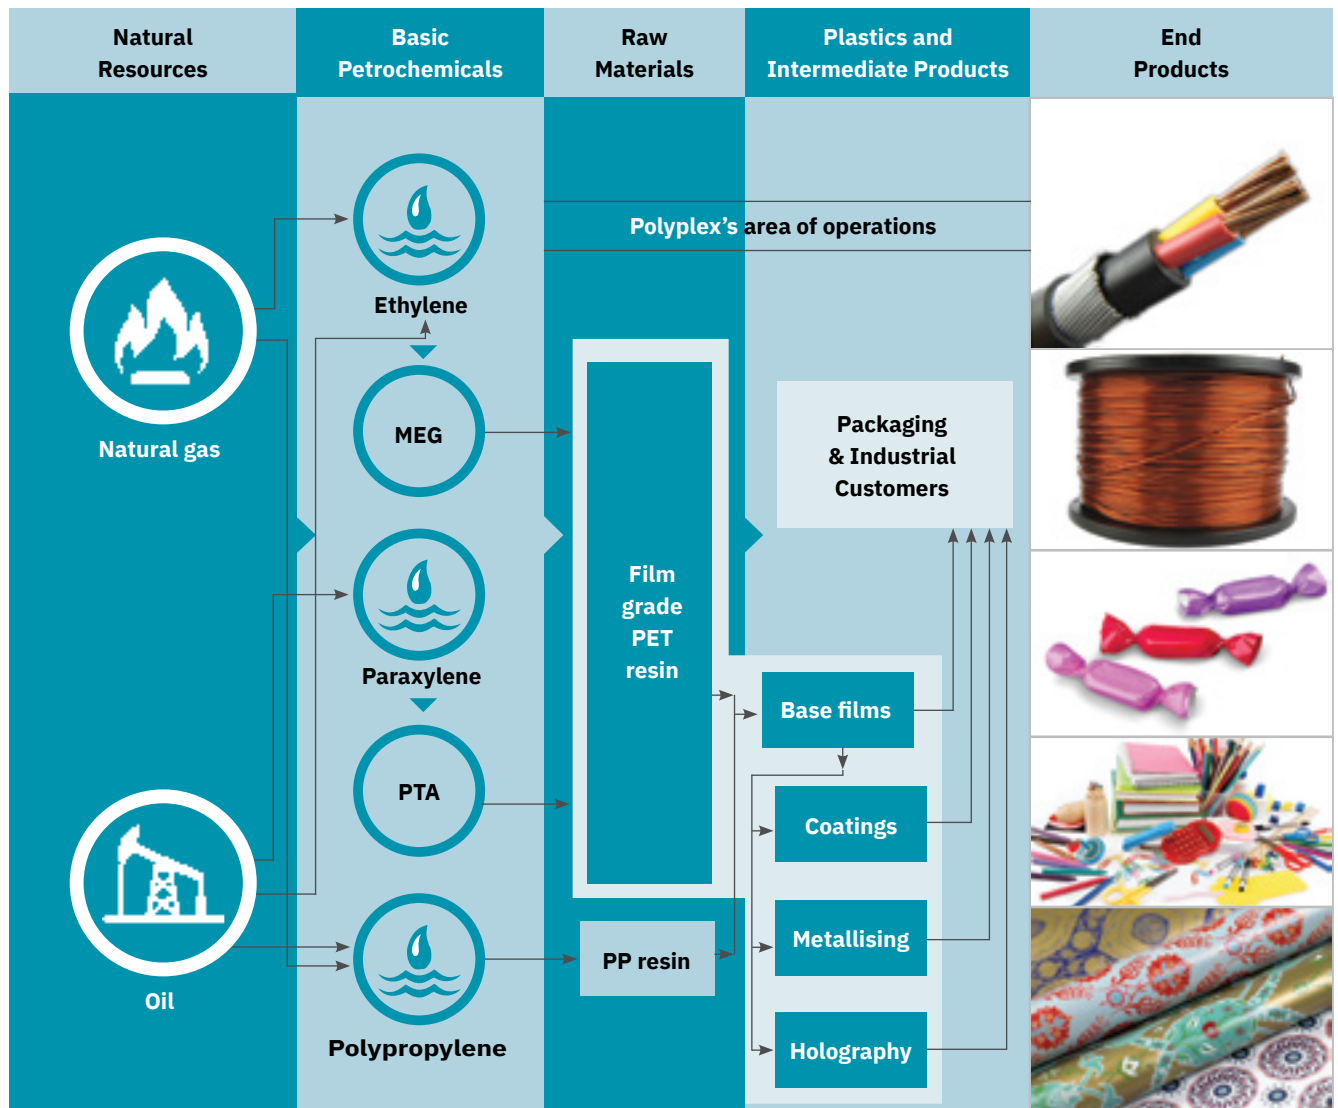 Natural
Resources
Basic
Petrochemicals
Raw
Materials
Plastics and
Intermediate Products
End
Products
Polyplex's area of operations
Ethylene
Natural gas
MEG
Packaging
& Industrial
Customers
Film
grade
PET
resin
Paraxylene
Base films
PTA
Coatings
Metallising
PP resin
Oil
Polypropylene
Holography